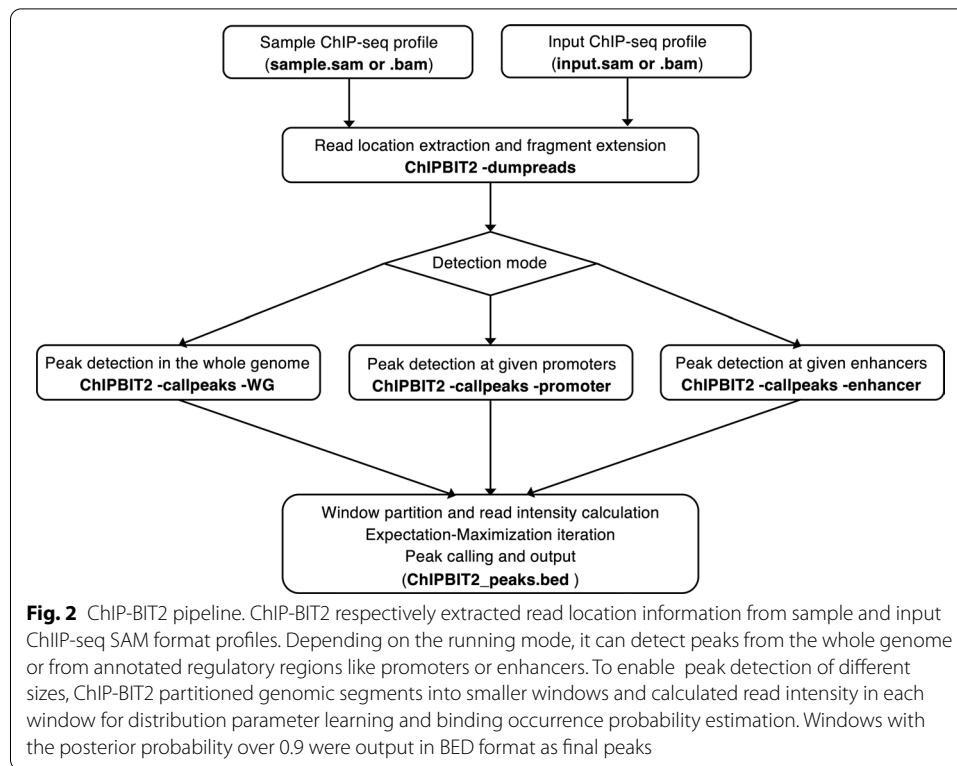 Sample ChIP-seq profile
(sample.sam or .bam)
Input ChIP-seq profile
(input.sam or .bam)
Read location extraction and fragment extension
ChIPBIT2 -dumpreads
Detection mode
Peak detection in the whole genome
ChIPBIT2 -callpeaks -WG
Peak detection at given promoters
ChIPBIT2 -callpeaks -promoter
Peak detection at given enhancers
ChIPBIT2 -callpeaks -enhancer
Window partition and read intensity calculation
Expectation-Maximization iteration
Peak calling and output
(ChIPBIT2_peaks.bed )
Fig. 2 ChIP-BIT2 pipeline. ChIP-BIT2 respectively extracted read location information from sample and input
ChIIP-seq SAM format profiles. Depending on the running mode, it can detect peaks from the whole genome
or from annotated regulatory regions like promoters or enhancers. To enable peak detection of different
sizes, ChIP-BIT2 partitioned genomic segments into smaller windows and calculated read intensity in each
window for distribution parameter learning and binding occurrence probability estimation. Windows with
the posterior probability over 0.9 were output in BED format as final peaks